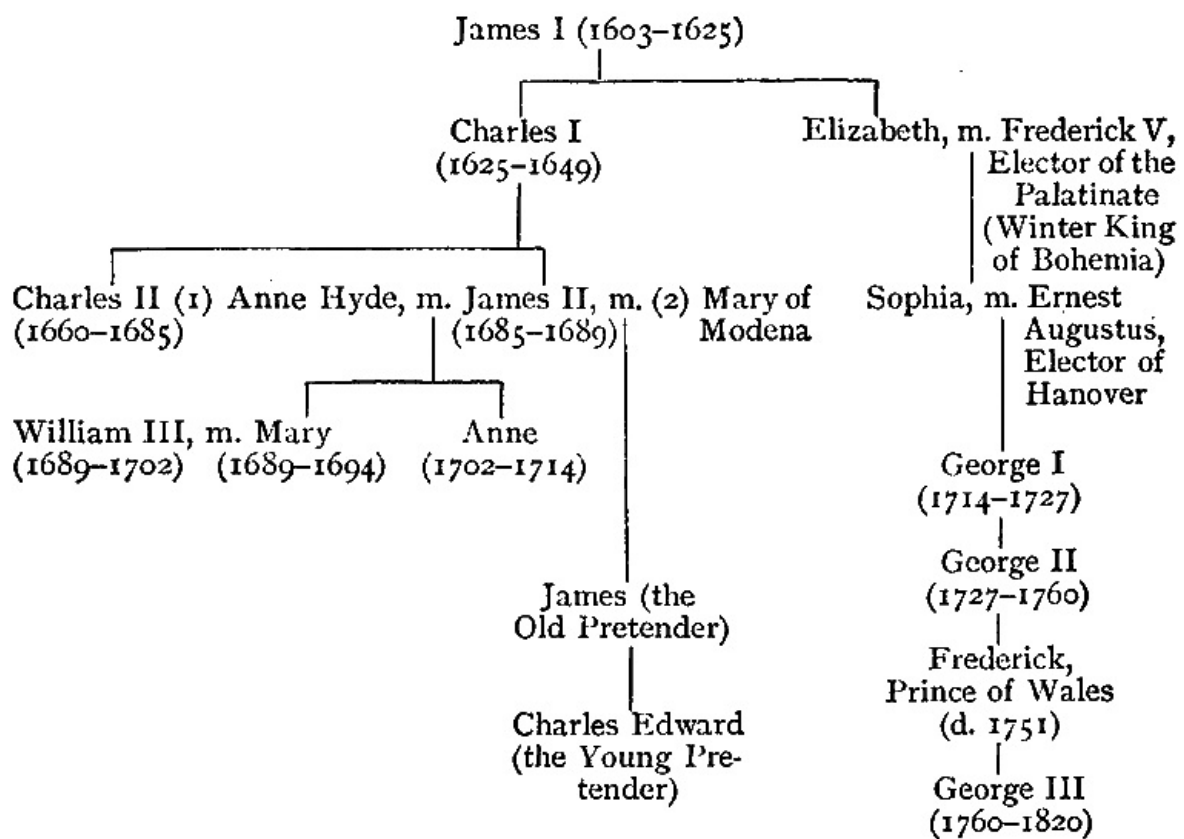 James I (1603–1625)
Charles I
(1625–1649)
Elizabeth, m. Frederick V,
Elector of the
Palatinate
(Winter King
of Bohemia)
Charles II (1) Anne Hyde, m. James II, m. (2) Mary of
(1660–1685) (1685–1689) Modena
Sophia, m. Ernest
Augustus,
Elector of
Hanover
William III, m. Mary Anne
(1689–1702) (1689–1694) (1702–1714)
George I
(1714–1727)
George II
(1727–1760)
James (the
Old Pretender)
Frederick,
Prince of Wales
(d. 1751)
Charles Edward
(the Young Pre-
tender)
George III
(1760–1820)